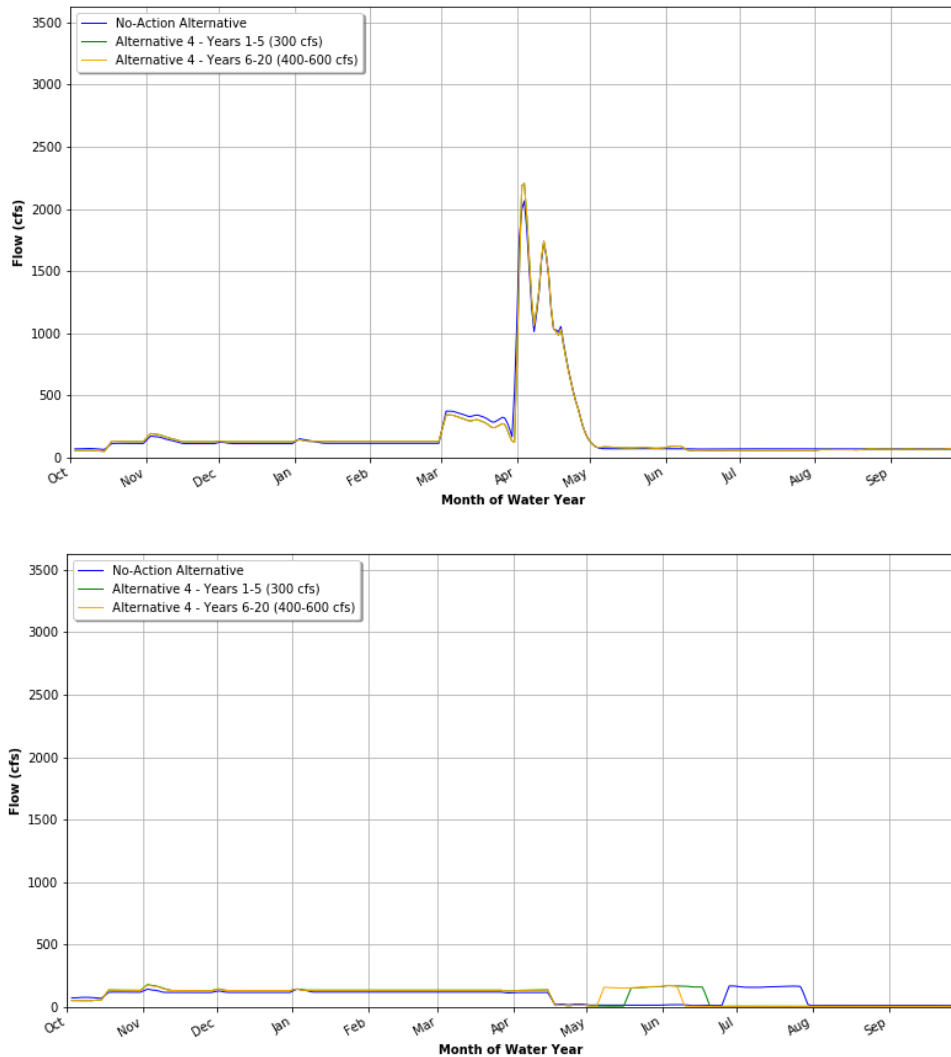 3500
3000
2500
2000
1500
1000
500
0
Flow (cfs)
No-Action Alternative
Alternative 4 - Years 1-5 (300 cfs)
Alternative 4 - Years 6-20 (400-600 cfs)
Oct Nov Dec Jan Feb Mar Apr May Jun Jul Aug Sep
Month of Water Year
3500
3000
2500
2000
1500
1000
500
0
Flow (cfs)
No-Action Alternative
Alternative 4 - Years 1-5 (300 cfs)
Alternative 4 - Years 6-20 (400-600 cfs)
Oct Nov Dec Jan Feb Mar Apr May Jun Jul Aug Sep
Month of Water Year